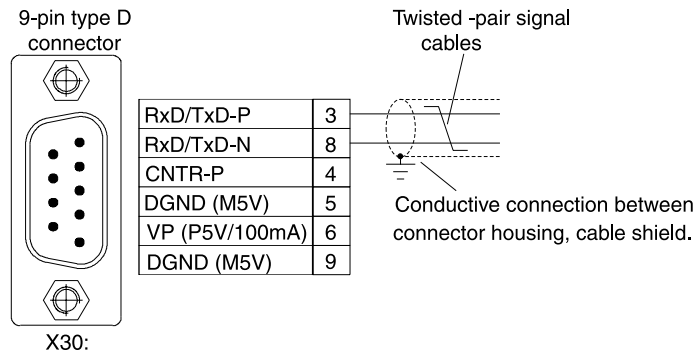 9-pin type D
connector
Twisted -pair signal
cables
RxD/TxD-P 3
RxD/TxD-N 8
CNTR-P 4
DGND (M5V) 5
VP (P5V/100mA) 6
DGND (M5V) 9
Conductive connection between
connector housing, cable shield.
X30: